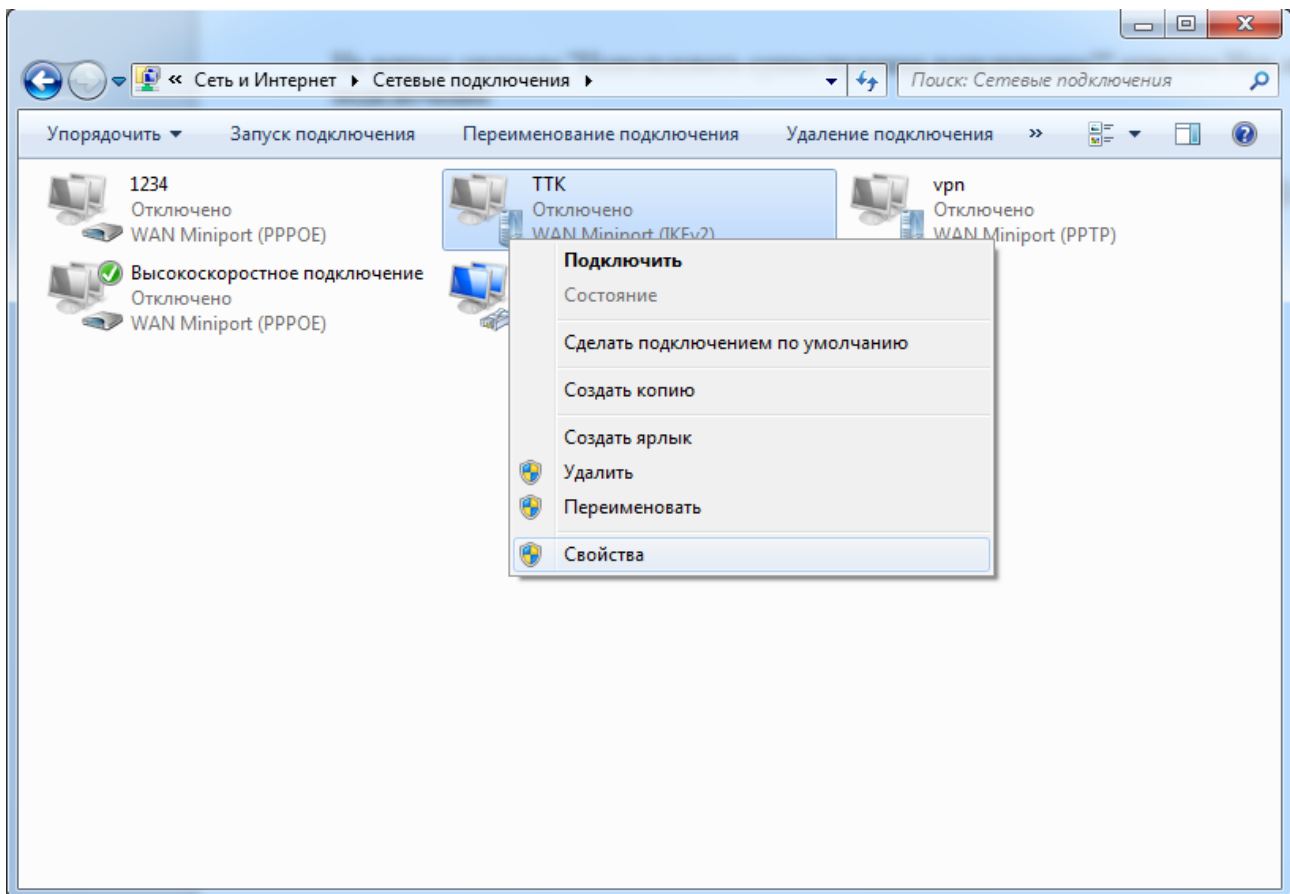 « Сеть и Интернет Сетевые подключения
Поиск: Сетевые подключения
Упорядочить Запуск подключения Переименование подключения Удаление подключения »
1234
Отключено
WAN Miniport (PPPOE)
ТТК
Отключено
WAN Miniport (IKEv2)
vpn
Отключено
WAN Miniport (PPTP)
Высокоскоростное подключение
Отключено
WAN Miniport (PPPOE)
Подключить
Состояние
Сделать подключением по умолчанию
Создать копию
Создать ярлык
Удалить
Переименовать
Свойства